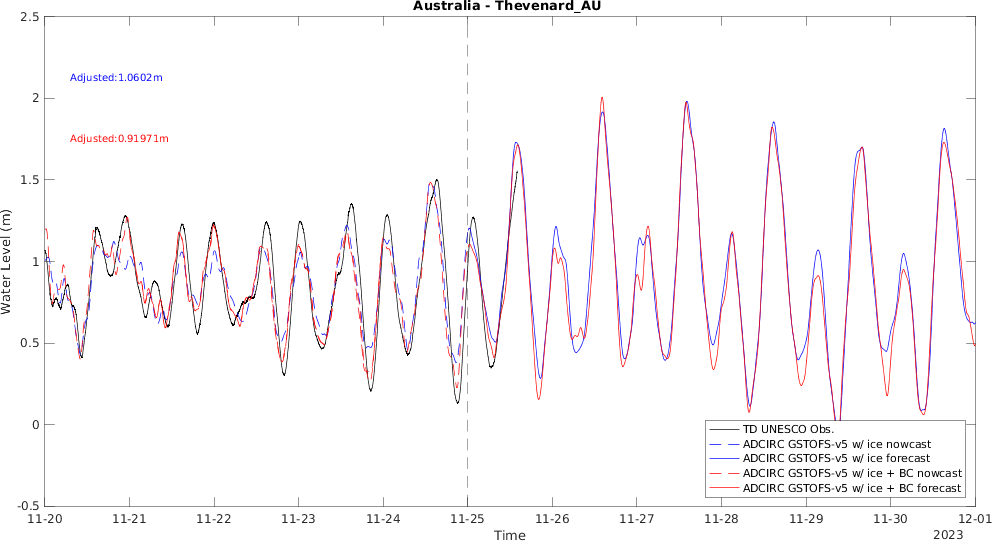 Australia - Thevenard_AU
2.5
2
1.5
1
0.5
0
-0.5
Water Level (m)
Adjusted:1.0602m
Adjusted:0.91971m
TD UNESCO Obs.
ADCIRC GSTOFS-v5 w/ ice nowcast
ADCIRC GSTOFS-v5 w/ ice forecast
ADCIRC GSTOFS-v5 w/ ice + BC nowcast
ADCIRC GSTOFS-v5 w/ ice + BC forecast
11-20 11-21 11-22 11-23 11-24 11-25 11-26 11-27 11-28 11-29 11-30 12-01
Time
2023